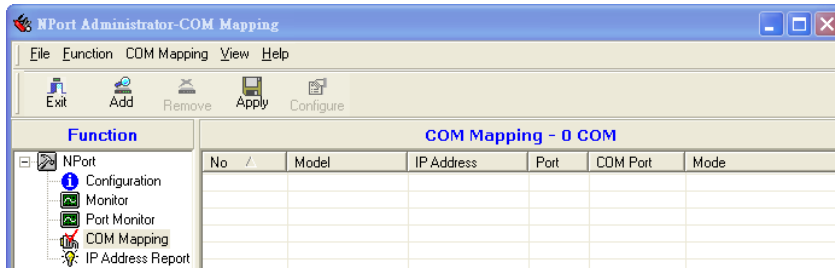 NPort Administrator-COM Mapping
File Function COM Mapping View Help
Exit Add Remove Apply Configure
Function COM Mapping - 0 COM
NPort No Model IP Address Port COM Port Mode
Configuration
Monitor
Port Monitor
COM Mapping
IP Address Report